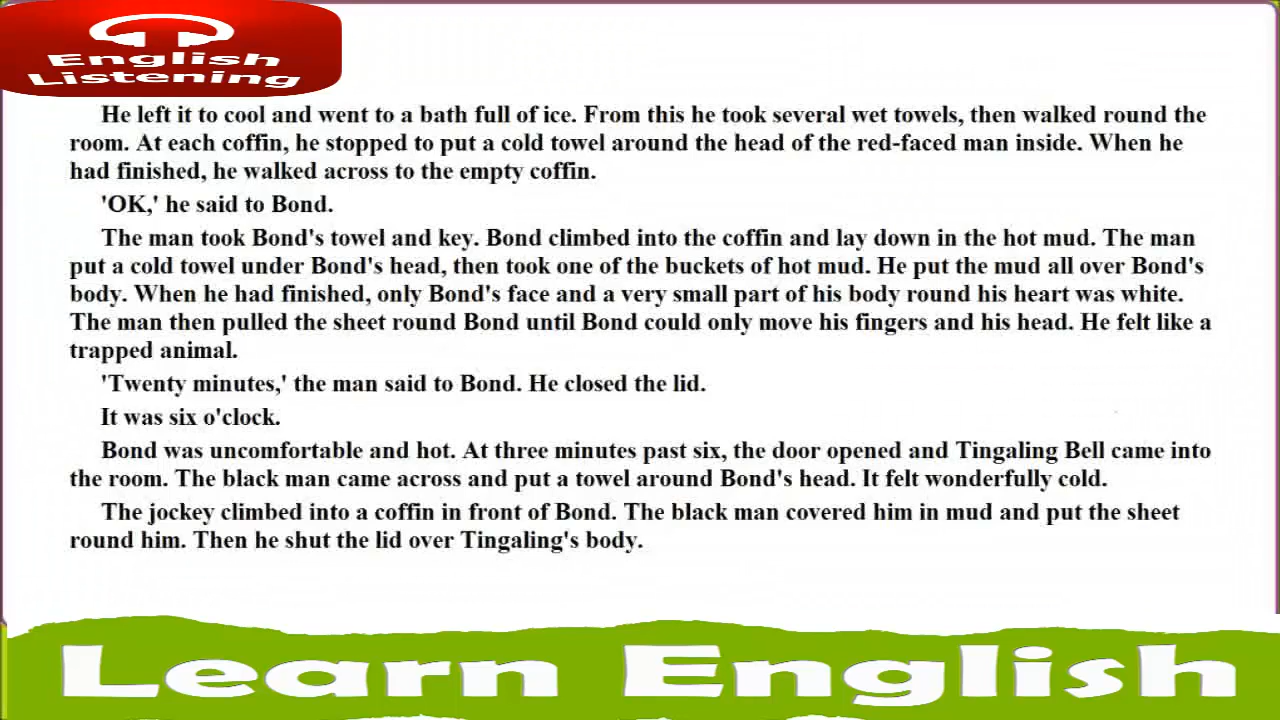 English
Listening
He left it to cool and went to a bath full of ice. From this he took several wet towels, then walked round the
room. At each coffin, he stopped to put a cold towel around the head of the red-faced man inside. When he
had finished, he walked across to the empty coffin.
'OK,' he said to Bond.
The man took Bond's towel and key. Bond climbed into the coffin and lay down in the hot mud. The man
put a cold towel under Bond's head, then took one of the buckets of hot mud. He put the mud all over Bond's
body. When he had finished, only Bond's face and a very small part of his body round his heart was white.
The man then pulled the sheet round Bond until Bond could only move his fingers and his head. He felt like a
trapped animal.
'Twenty minutes,' the man said to Bond. He closed the lid.
It was six o'clock.
Bond was uncomfortable and hot. At three minutes past six, the door opened and Tingaling Bell came into
the room. The black man came across and put a towel around Bond's head. It felt wonderfully cold.
The jockey climbed into a coffin in front of Bond. The black man covered him in mud and put the sheet
round him. Then he shut the lid over Tingaling's body.
Learn English